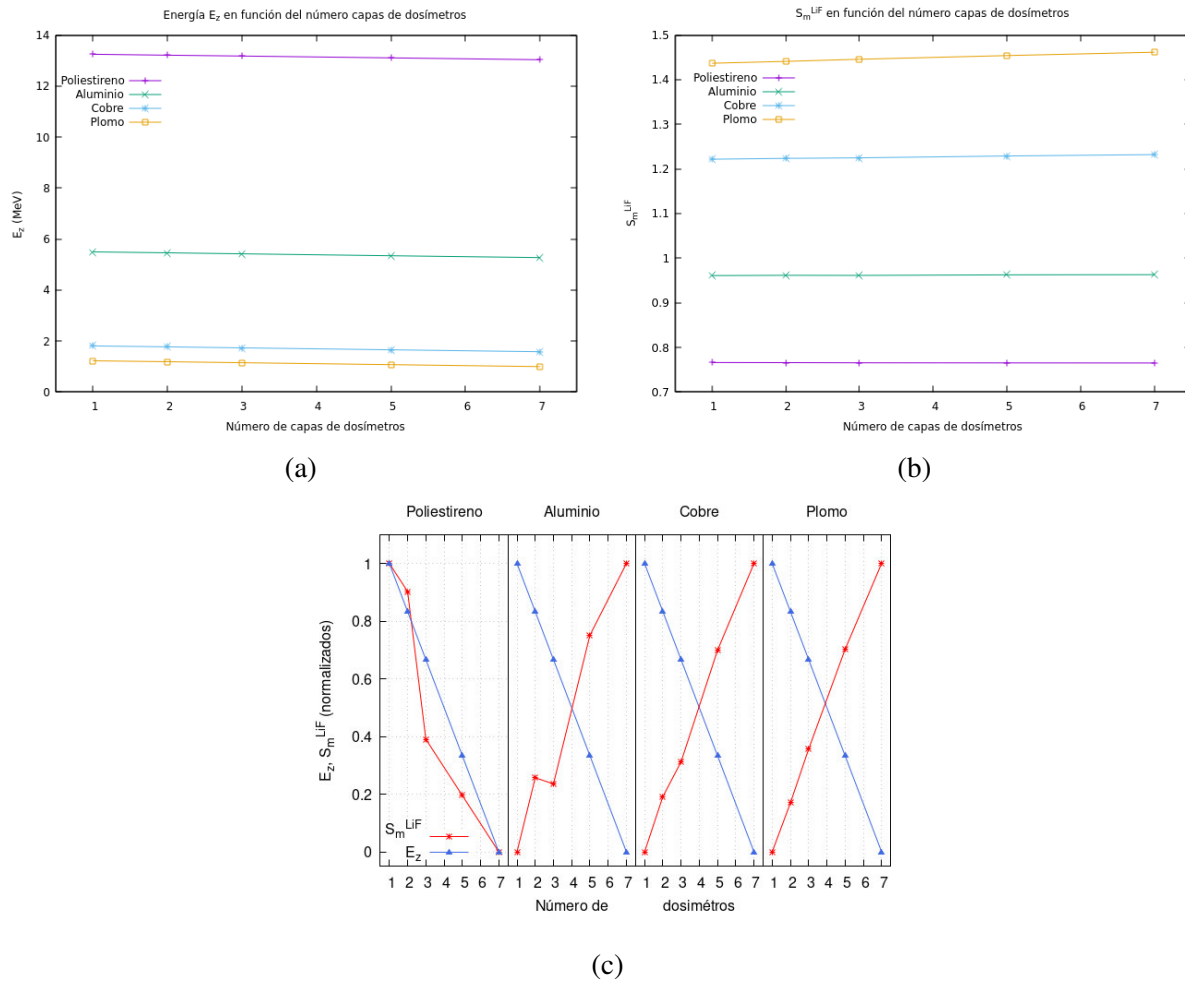 Energía E_z en función del número capas de dosímetros
14
12
10
8
6
4
2
0
E_z (MeV)
Poliestireno
Aluminio
Cobre
Plomo
1 2 3 4 5 6 7
Número de capas de dosímetros
(a)
S_m^LiF en función del número capas de dosímetros
1.5
1.4
1.3
1.2
1.1
1
0.9
0.8
0.7
S_m^LiF
Poliestireno
Aluminio
Cobre
Plomo
1 2 3 4 5 6 7
Número de capas de dosímetros
(b)
Poliestireno Aluminio Cobre Plomo
1
0.8
0.6
0.4
0.2
0
E_z, S_m^LiF (normalizados)
S_m^LiF
E_z
1 2 3 4 5 6 7 1 2 3 4 5 6 7 1 2 3 4 5 6 7 1 2 3 4 5 6 7
Número de dosimétros
(c)